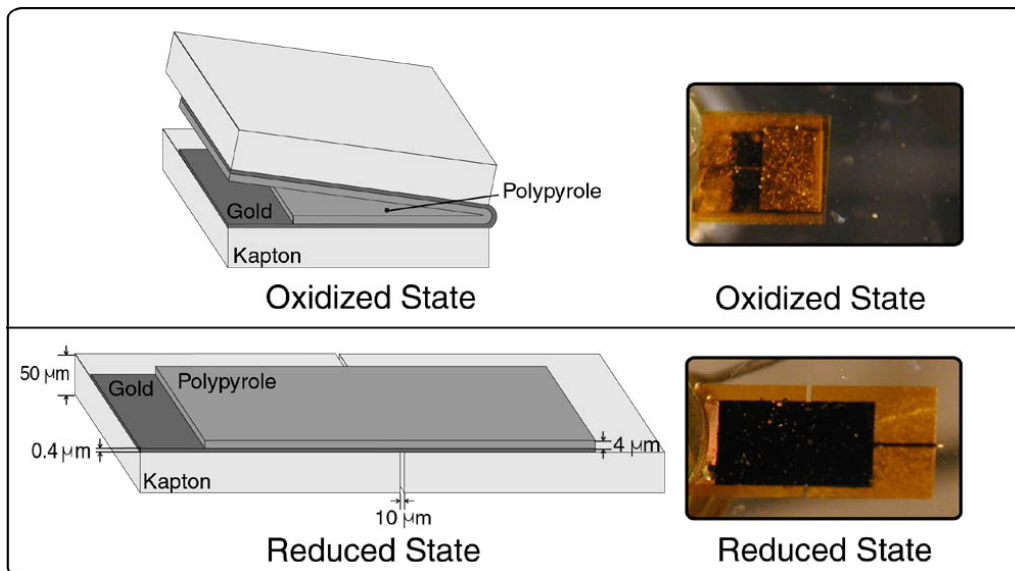 Polypyrole
Gold
Kapton
Oxidized State
Oxidized State
50 μm
Gold
Polypyrole
0.4 μm
4 μm
Kapton
10 μm
Reduced State
Reduced State